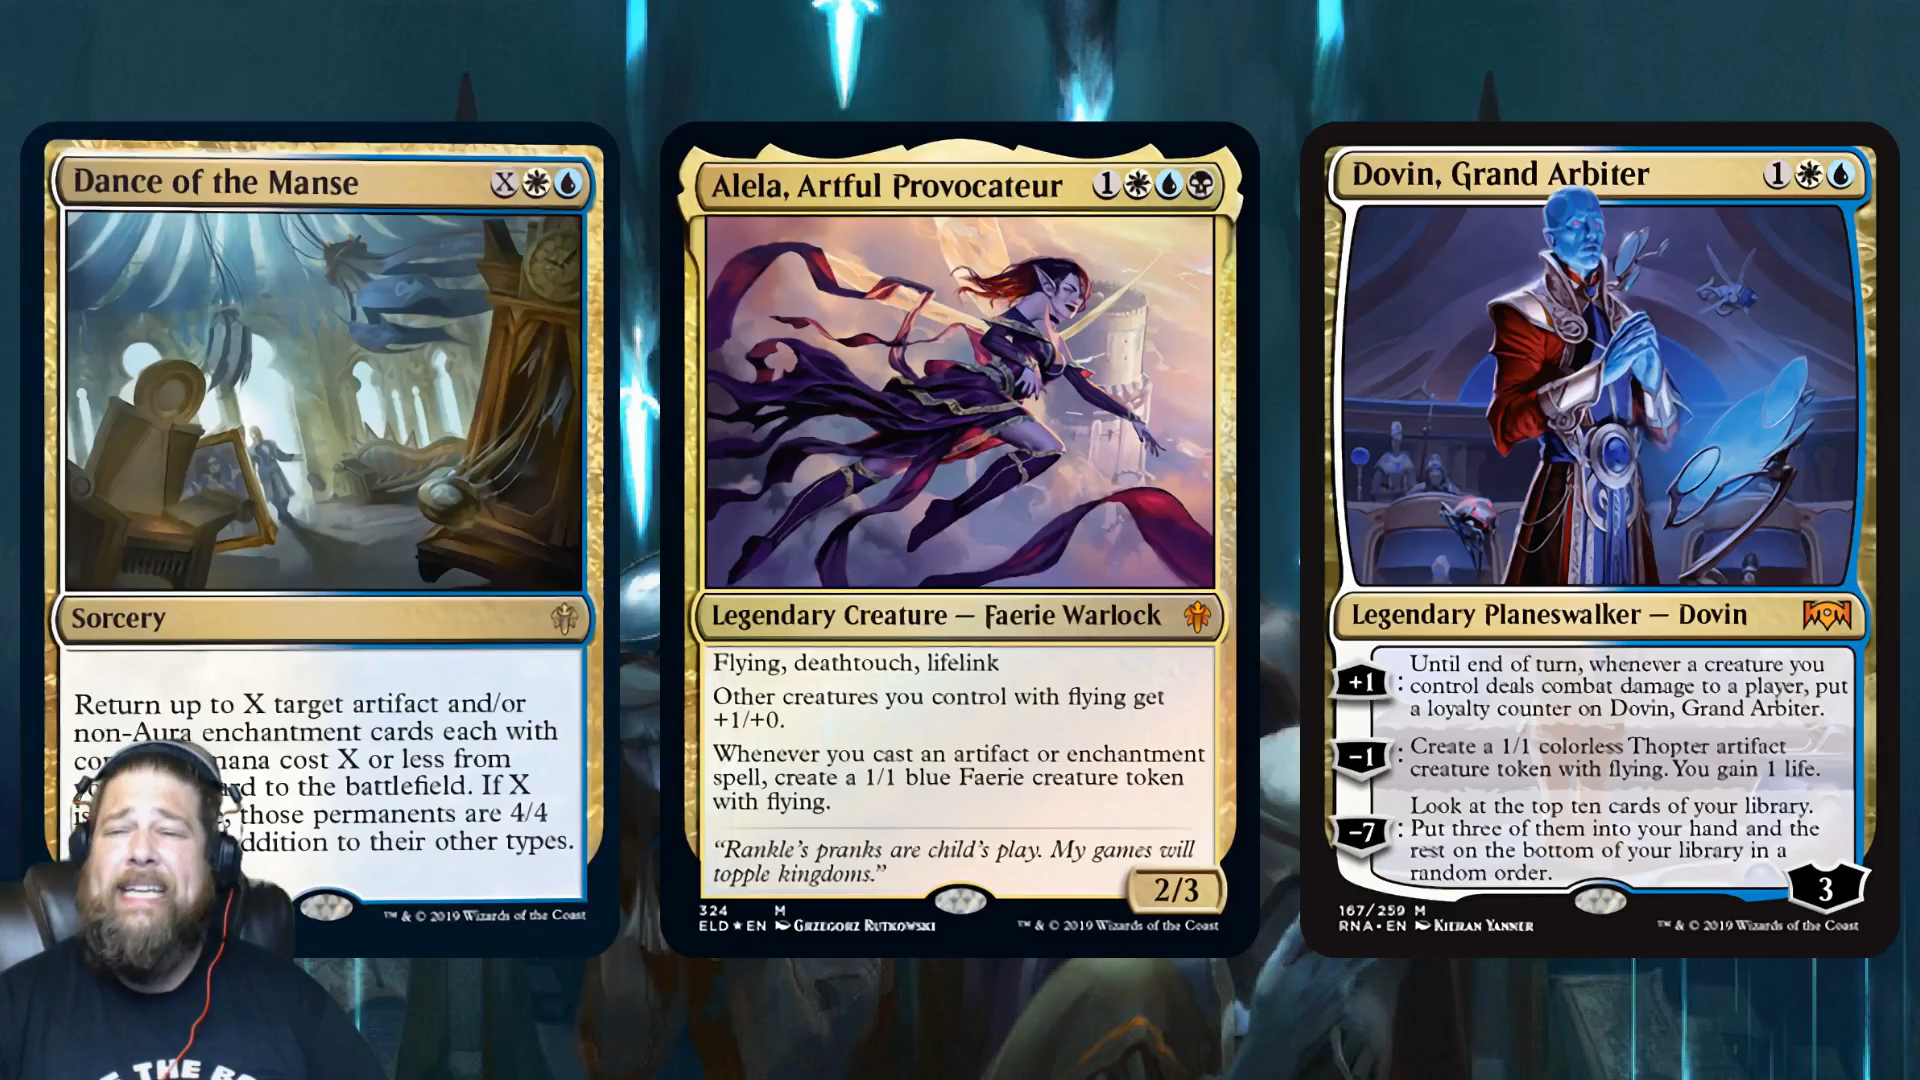 Dance of the Manse
X
Sorcery
Return up to X target artifact and/or
non-Aura enchantment cards each with
mana cost X or less from
to the battlefield. If X
those permanents are 4/4
addition to their other types.
™ & © 2019 Wizards of the Coast
Alela, Artful Provocateur
1
Legendary Creature — Faerie Warlock
Flying, deathtouch, lifelink
Other creatures you control with flying get
+1/+0.
Whenever you cast an artifact or enchantment
spell, create a 1/1 blue Faerie creature token
with flying.
“Rankle’s pranks are child’s play. My games will
topple kingdoms.”
2/3
324 M
ELD ★ EN Grzegorz Rutkowski
™ & © 2019 Wizards of the Coast
Dovin, Grand Arbiter
1
Legendary Planeswalker — Dovin
+1 : Until end of turn, whenever a creature you
control deals combat damage to a player, put
a loyalty counter on Dovin, Grand Arbiter.
−1 : Create a 1/1 colorless Thopter artifact
creature token with flying. You gain 1 life.
−7 : Look at the top ten cards of your library.
Put three of them into your hand and the
rest on the bottom of your library in a
random order.
3
167/259 M
RNA • EN Kieran Yanner
™ & © 2019 Wizards of the Coast
THE